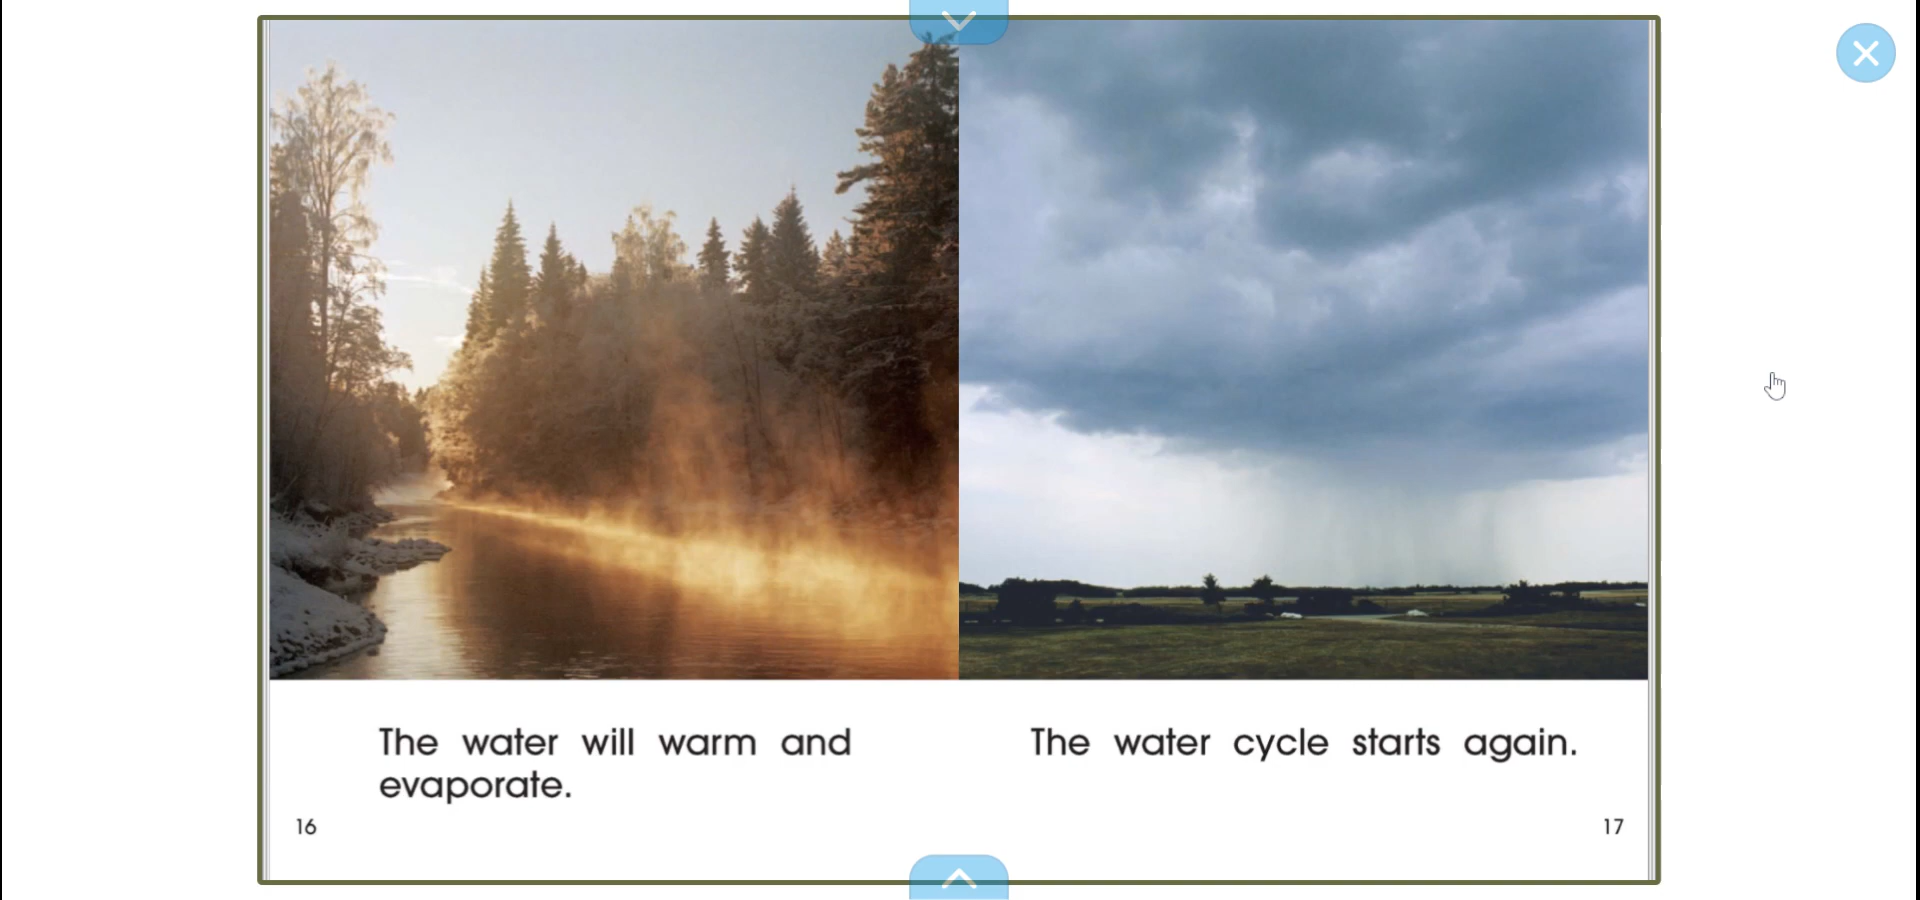 The water will warm and
evaporate.
16
The water cycle starts again.
17